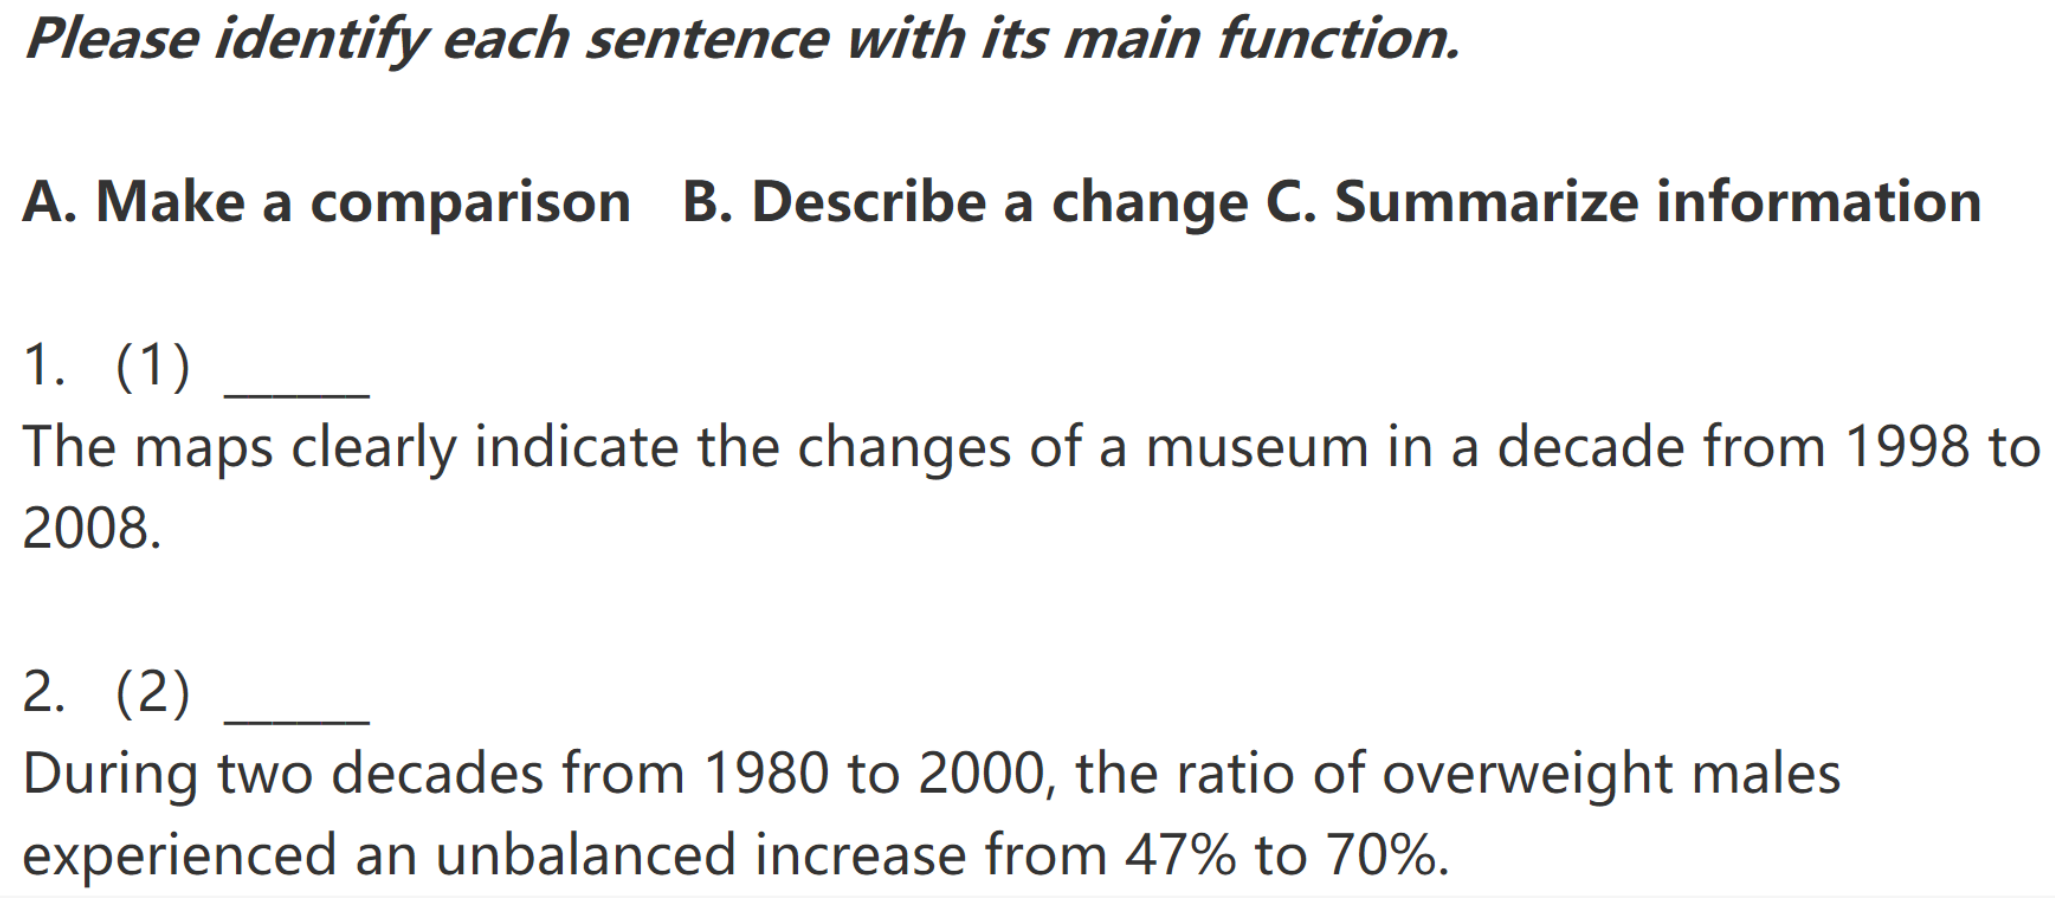 Please identify each sentence with its main function.
A. Make a comparison B. Describe a change C. Summarize information
1. (1) ______
The maps clearly indicate the changes of a museum in a decade from 1998 to
2008.
2. (2) ______
During two decades from 1980 to 2000, the ratio of overweight males
experienced an unbalanced increase from 47% to 70%.